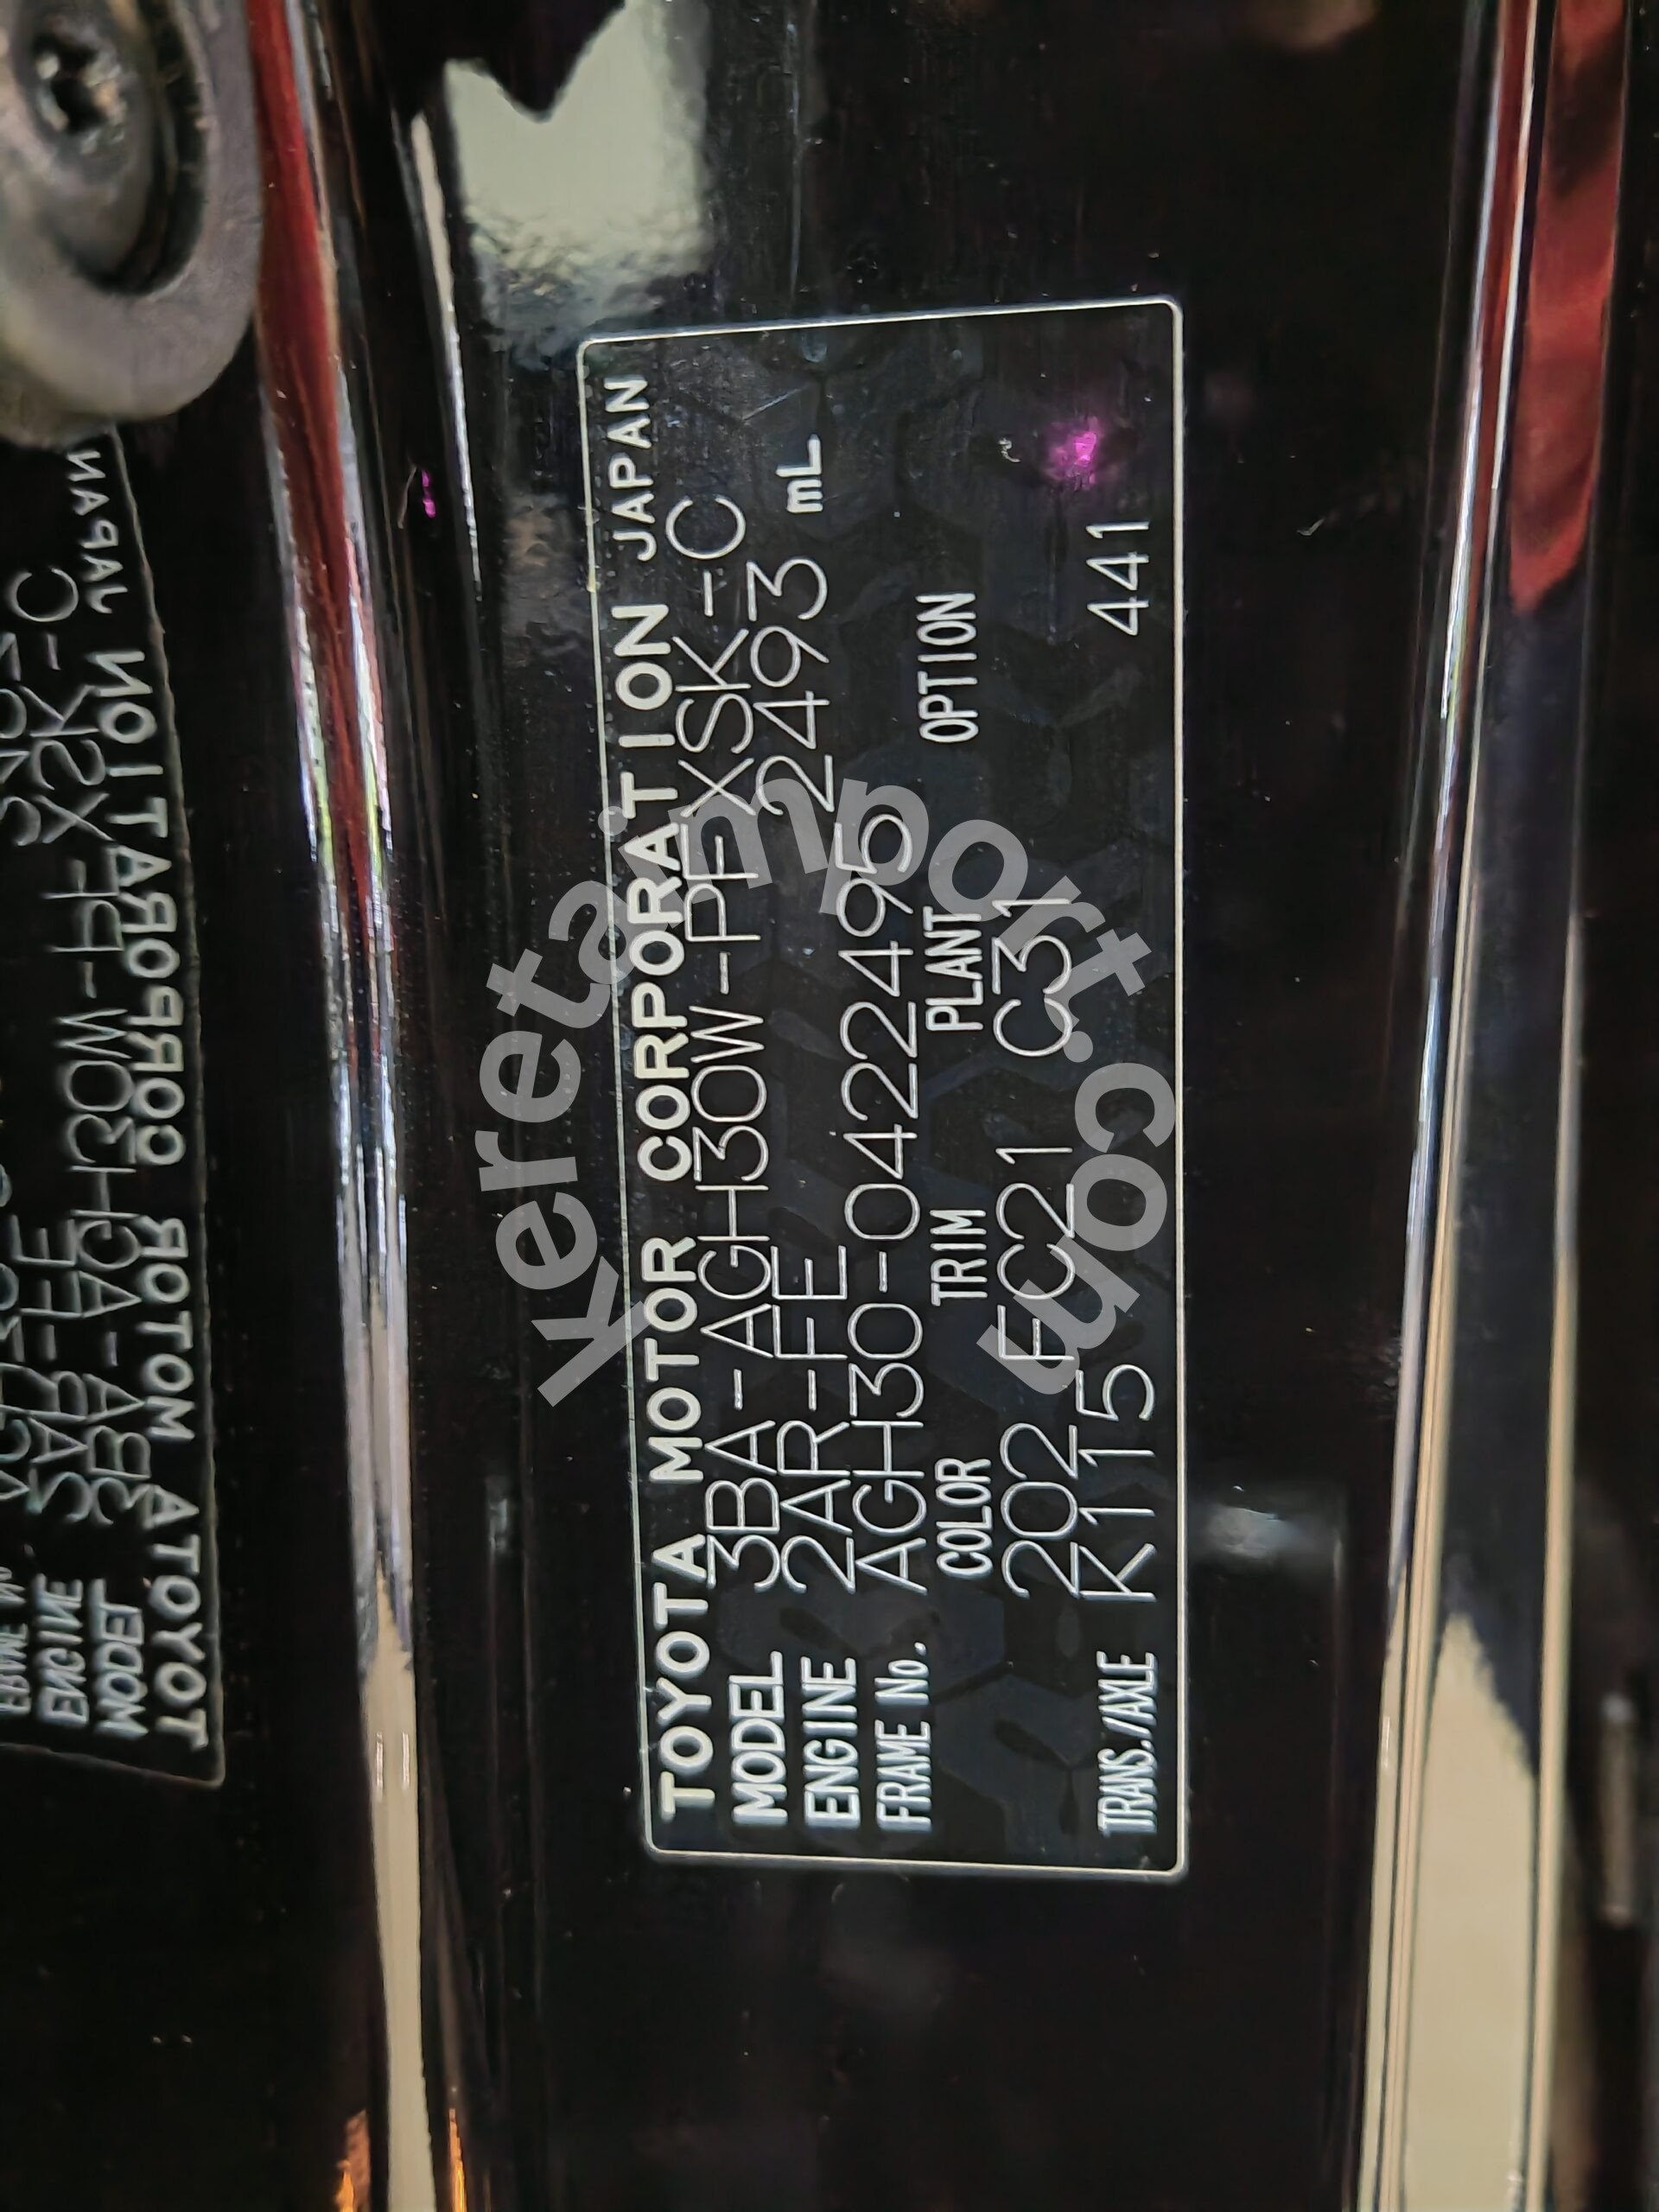 TOYOTA MOTOR CORPORATION JAPAN
MODEL 3BA-AGH30W-PFXSK-C
ENGINE 2AR-FE 2493 mL
FRAME No. AGH30-0422495
COLOR TRIM PLANT OPTION
202 FC21 C31
TRANS./AXLE K115 441
keretaimport.com